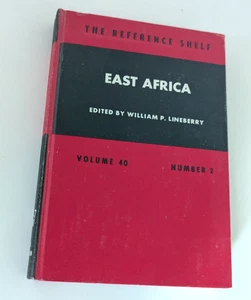 THE REFERENCE SHELF
EAST AFRICA
EDITED BY WILLIAM P. LINEBERRY
VOLUME 40 NUMBER 2